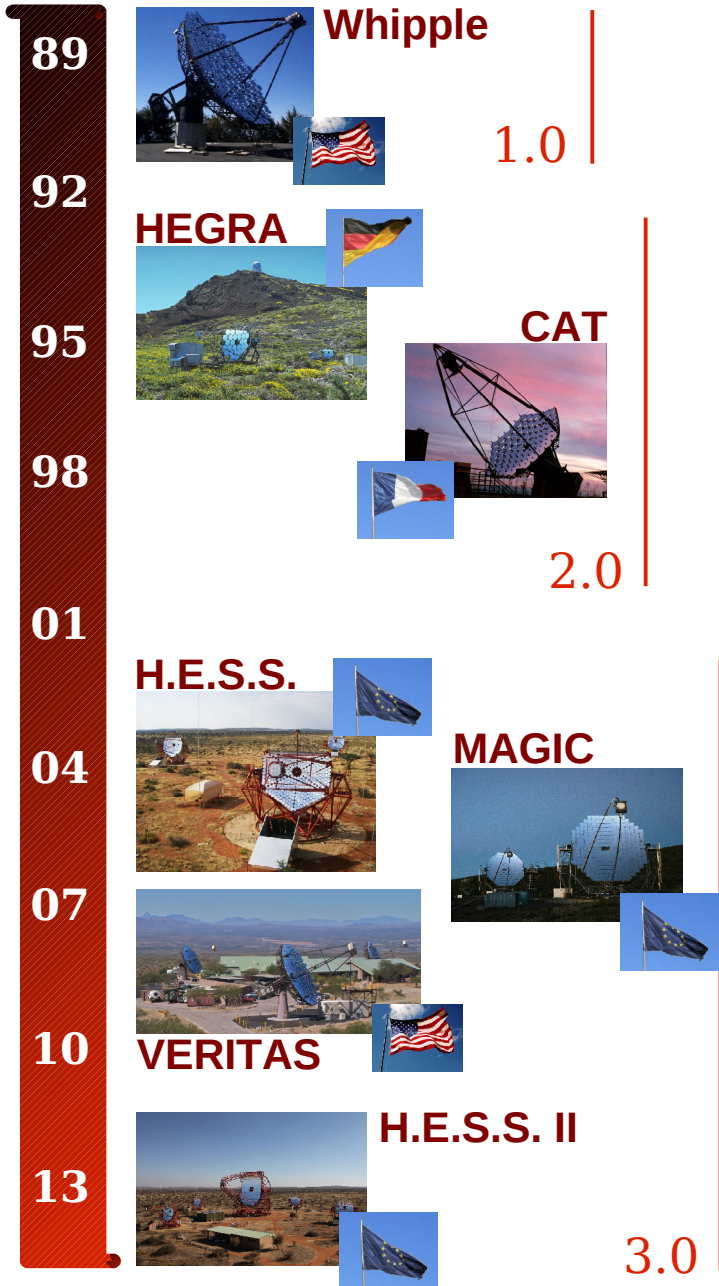 89
Whipple
1.0
92
HEGRA
95
CAT
98
2.0
01
H.E.S.S.
04
MAGIC
07
10
VERITAS
H.E.S.S. II
13
3.0